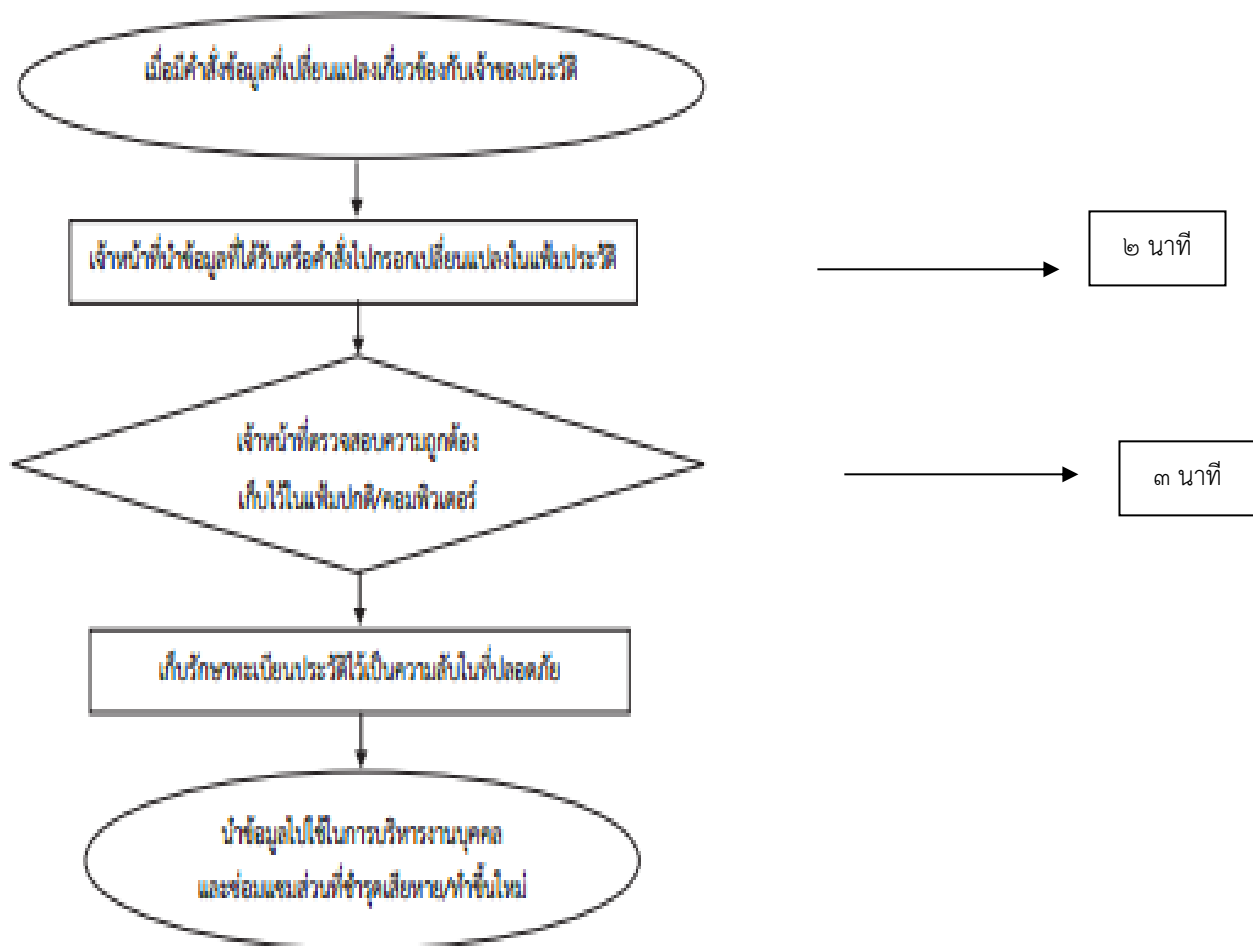 เมื่อมีคำสั่งข้อมูลที่เปลี่ยนแปลงเกี่ยวข้องกับเจ้าของประวัติ
เจ้าหน้าที่นำข้อมูลที่ได้รับหรือคำสั่งไปกรอกเปลี่ยนแปลงในแฟ้มประวัติ
๒ นาที
เจ้าหน้าที่ตรวจสอบความถูกต้อง
เก็บไว้ในแฟ้มปกติ/คอมพิวเตอร์
๓ นาที
เก็บรักษาทะเบียนประวัติไว้เป็นความลับในที่ปลอดภัย
นำข้อมูลไปใช้ในการบริหารงานบุคคล
และซ่อมแซมส่วนที่ชำรุดเสียหาย/ทำขึ้นใหม่